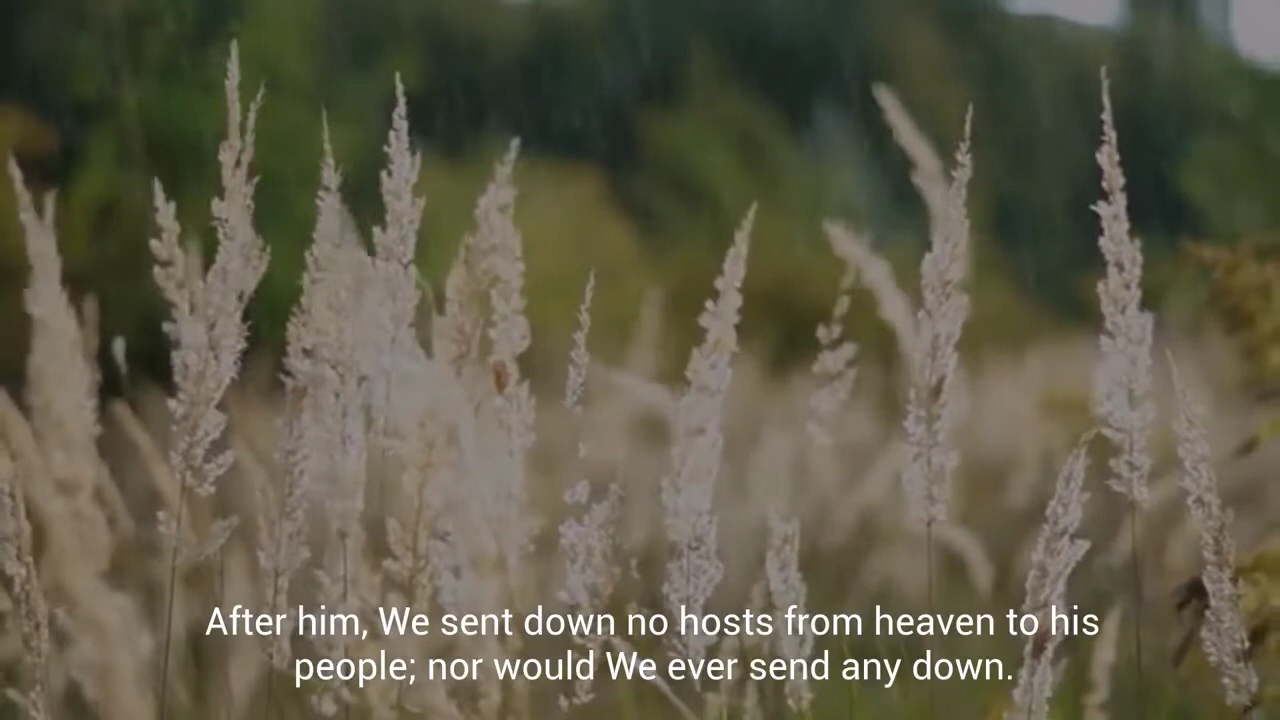 After him, We sent down no hosts from heaven to his
people; nor would We ever send any down.